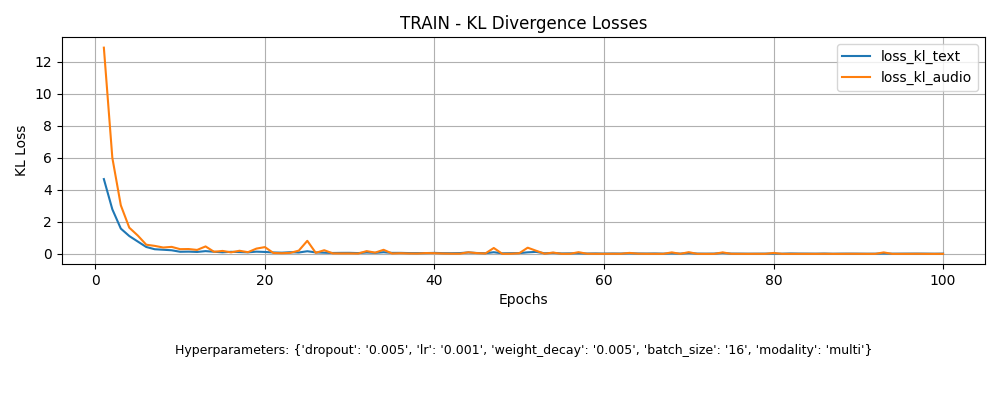 TRAIN - KL Divergence Losses
loss_kl_text
loss_kl_audio
KL Loss
12
10
8
6
4
2
0
0 20 40 60 80 100
Epochs
Hyperparameters: {'dropout': '0.005', 'lr': '0.001', 'weight_decay': '0.005', 'batch_size': '16', 'modality': 'multi'}